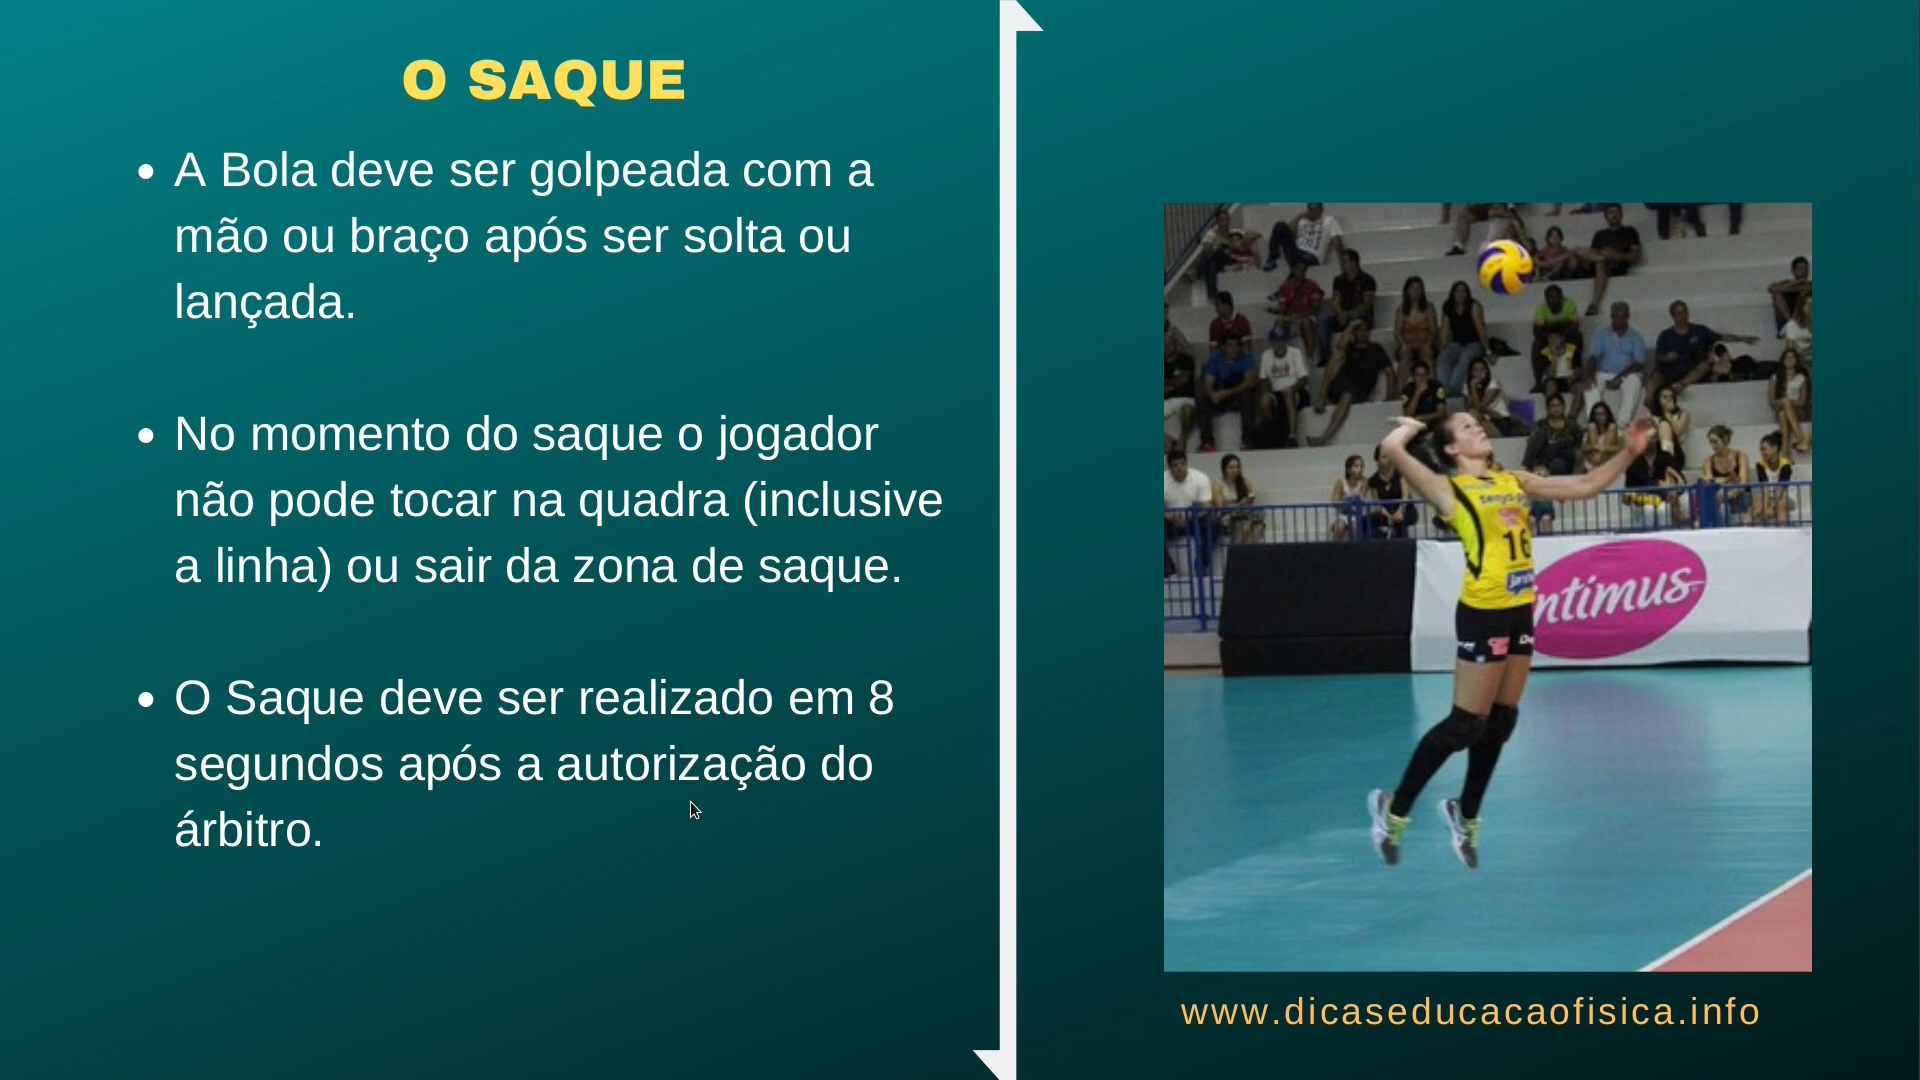 O SAQUE
A Bola deve ser golpeada com a
mão ou braço após ser solta ou
lançada.
No momento do saque o jogador
não pode tocar na quadra (inclusive
a linha) ou sair da zona de saque.
O Saque deve ser realizado em 8
segundos após a autorização do
árbitro.
16
ntimus
www.dicaseducacaofisica.info